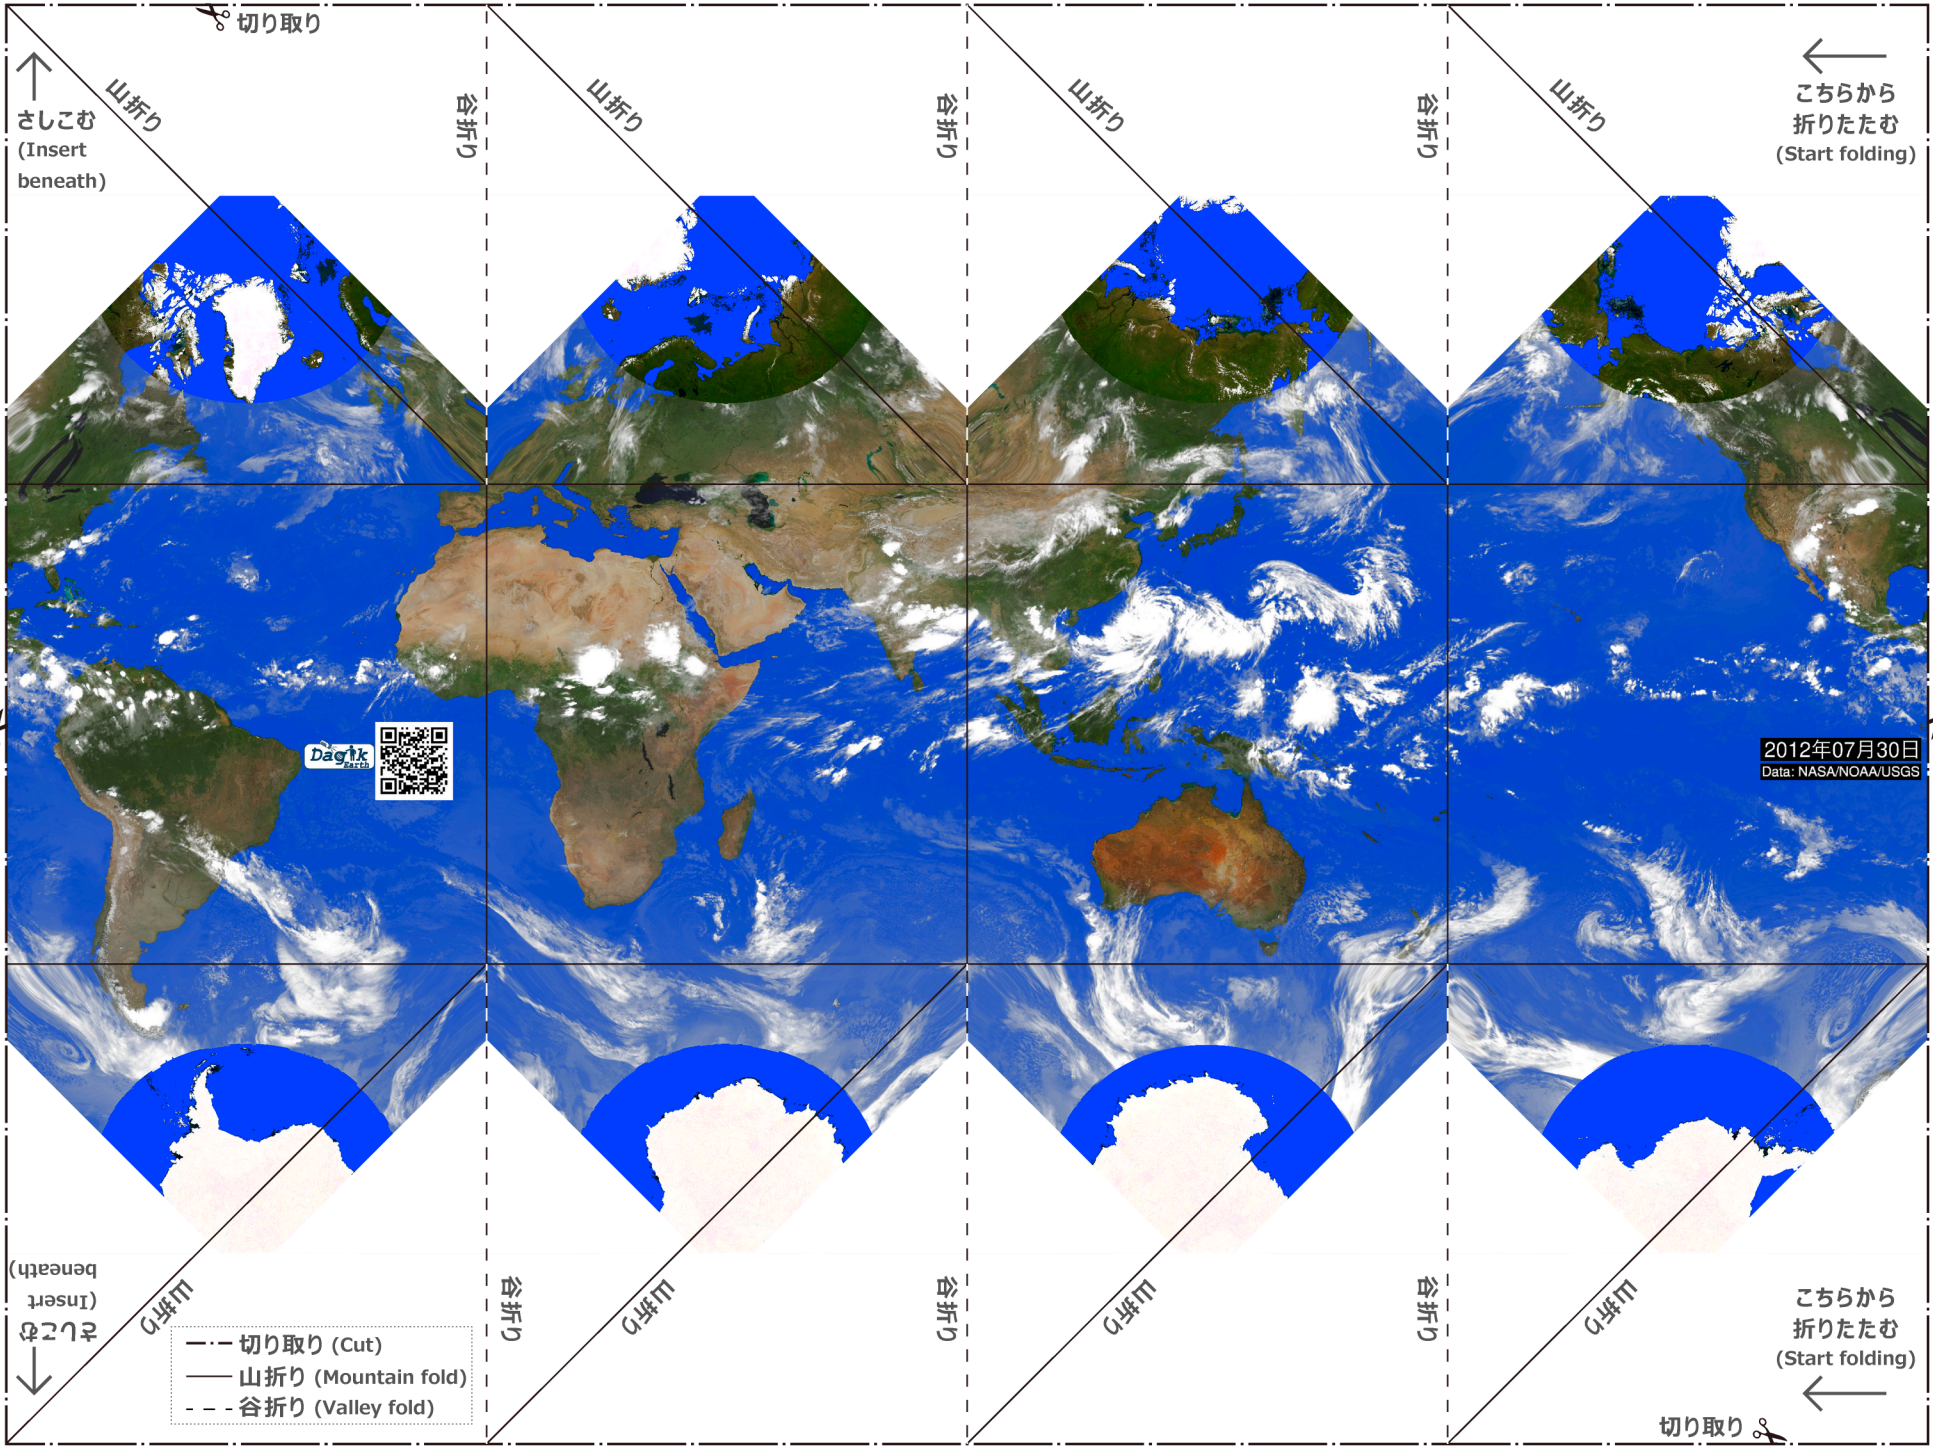 切り取り
山折り
谷折り
山折り
谷折り
山折り
谷折り
山折り
さしこむ
(Insert
beneath)
こちらから
折りたたむ
(Start folding)
Dagik
Earth
2012年07月30日
Data: NASA/NOAA/USGS
さしこむ
(Insert
beneath)
山折り
谷折り
山折り
谷折り
山折り
谷折り
山折り
こちらから
折りたたむ
(Start folding)
切り取り (Cut)
山折り (Mountain fold)
谷折り (Valley fold)
切り取り